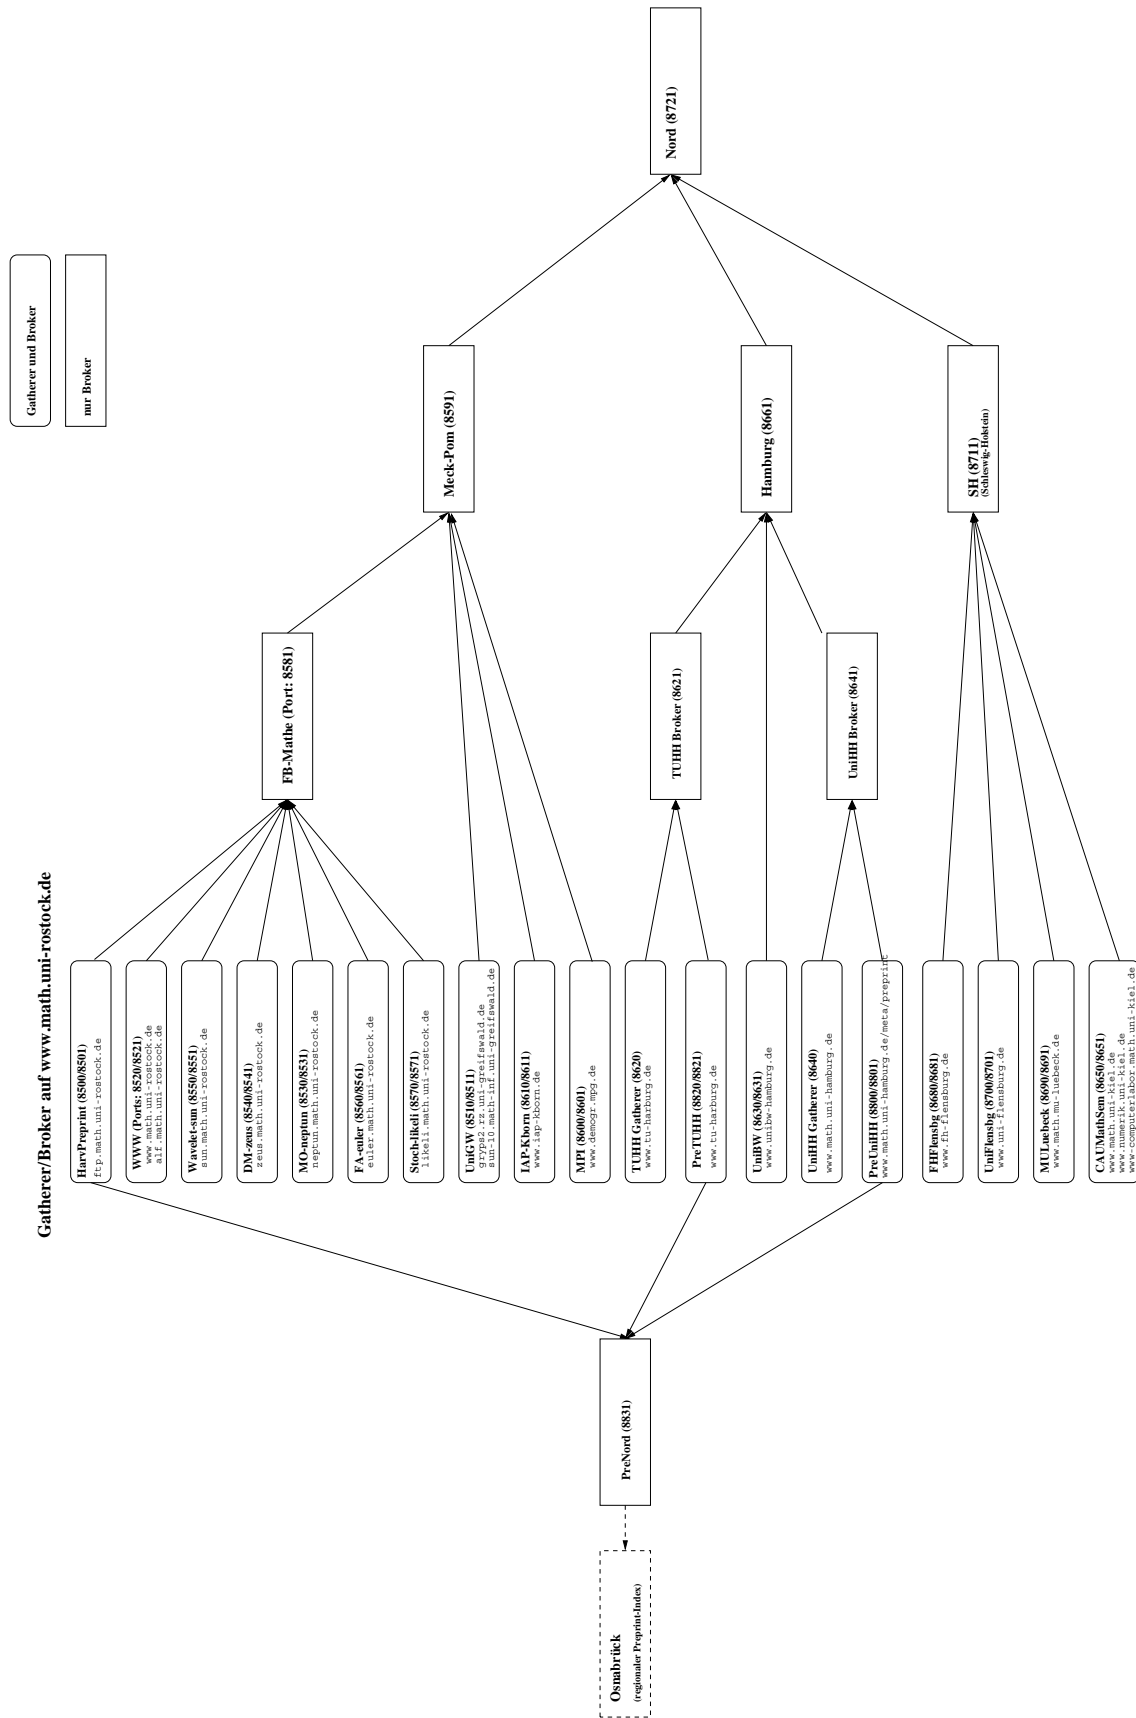 Gatherer/Broker auf www.math.uni-rostock.de
Gatherer und Broker
nur Broker
Nord (8721)
Meck-Pom (8591)
Hamburg (8661)
SH (8711)
(Schleswig-Holstein)
FB-Mathe (Port: 8581)
TUHH Broker (8621)
UniHH Broker (8641)
HarvPreprint (8500/8501)
ftp.math.uni-rostock.de
WWW (Ports: 8520/8521)
www.math.uni-rostock.de
alf.math.uni-rostock.de
Wavelet-sun (8550/8551)
sun.math.uni-rostock.de
DM-zeus (8540/8541)
zeus.math.uni-rostock.de
MO-neptun (8530/8531)
neptun.math.uni-rostock.de
FA-euler (8560/8561)
euler.math.uni-rostock.de
Stoch-likeli (8570/8571)
likeli.math.uni-rostock.de
UniGW (8510/8511)
gryps2.rz.uni-greifswald.de
sun-10.math-inf.uni-greifswald.de
IAP-Kborn (8610/8611)
www.iap-kborn.de
MPI (8600/8601)
www.demogr.mpg.de
TUHH Gatherer (8620)
www.tu-harburg.de
PreTUHH (8820/8821)
www.tu-harburg.de
UniBW (8630/8631)
www.unibw-hamburg.de
UniHH Gatherer (8640)
www.math.uni-hamburg.de
PreUniHH (8800/8801)
www.math.uni-hamburg.de/meta/preprint
FHFlensbg (8680/8681)
www.fh-flensburg.de
UniFlensbg (8700/8701)
www.uni-flensburg.de
MULuebeck (8690/8691)
www.math.mu-luebeck.de
CAUMathSem (8650/8651)
www.math.uni-kiel.de
www.numerik.uni-kiel.de
www-computerlabor.math.uni-kiel.de
PreNord (8831)
Osnabrück
(regionaler Preprint-Index)